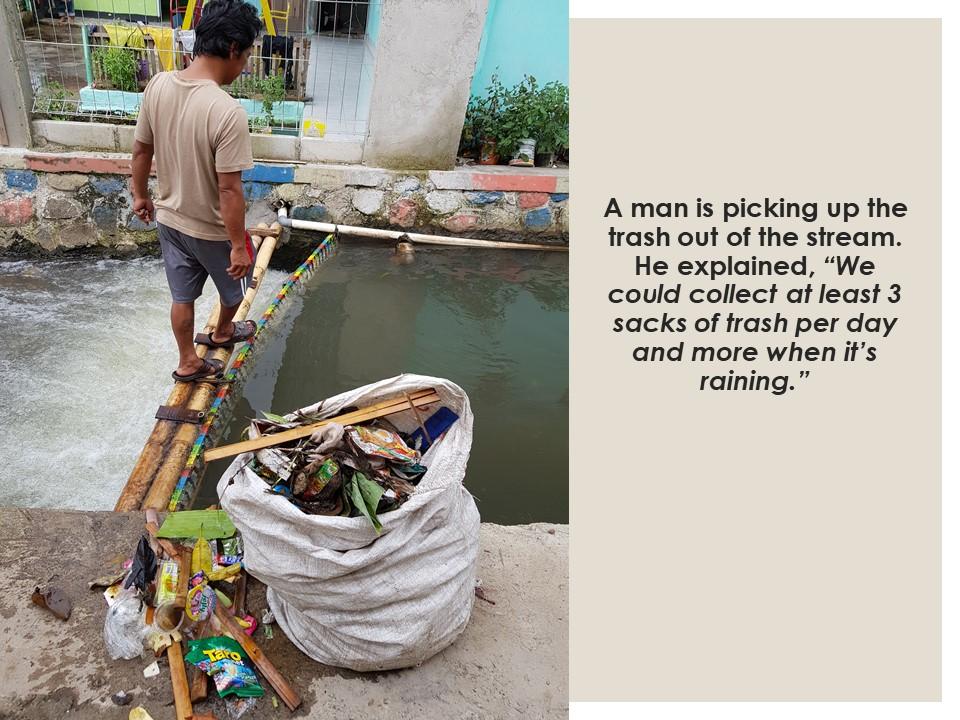 A man is picking up the
trash out of the stream.
He explained, “We
could collect at least 3
sacks of trash per day
and more when it’s
raining.”
Taro